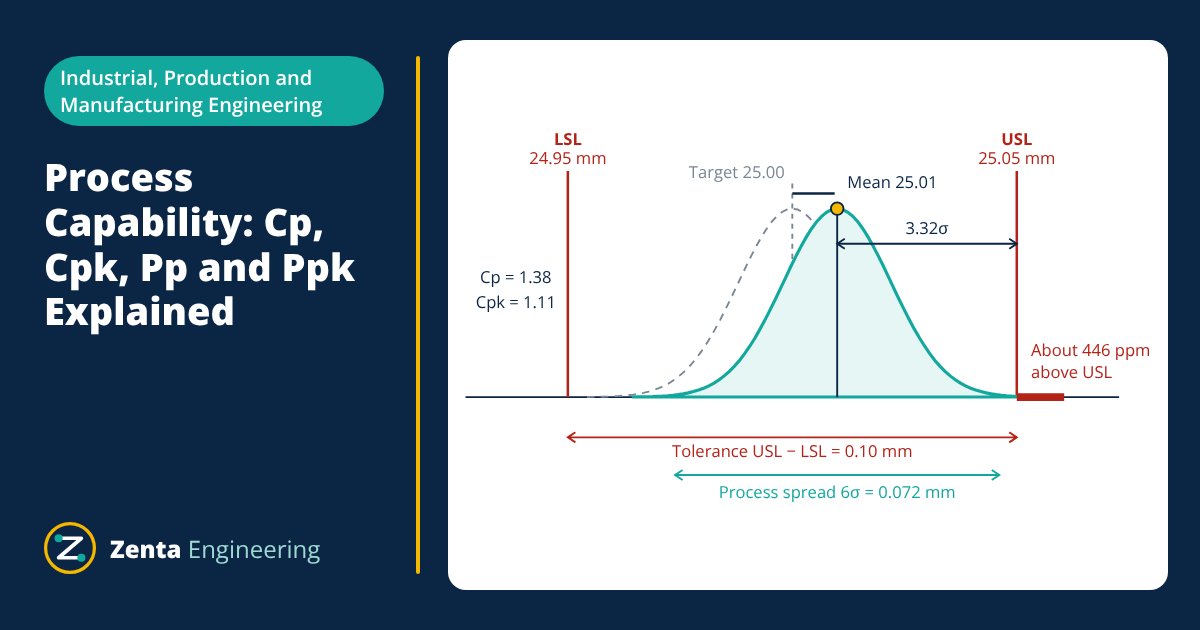 Industrial, Production and
Manufacturing Engineering
Process
Capability: Cp,
Cpk, Pp and Ppk
Explained
Z
Zenta Engineering
LSL
24.95 mm
USL
25.05 mm
Target 25.00
Mean 25.01
3.32σ
Cp = 1.38
Cpk = 1.11
About 446 ppm
above USL
Tolerance USL − LSL = 0.10 mm
Process spread 6σ = 0.072 mm